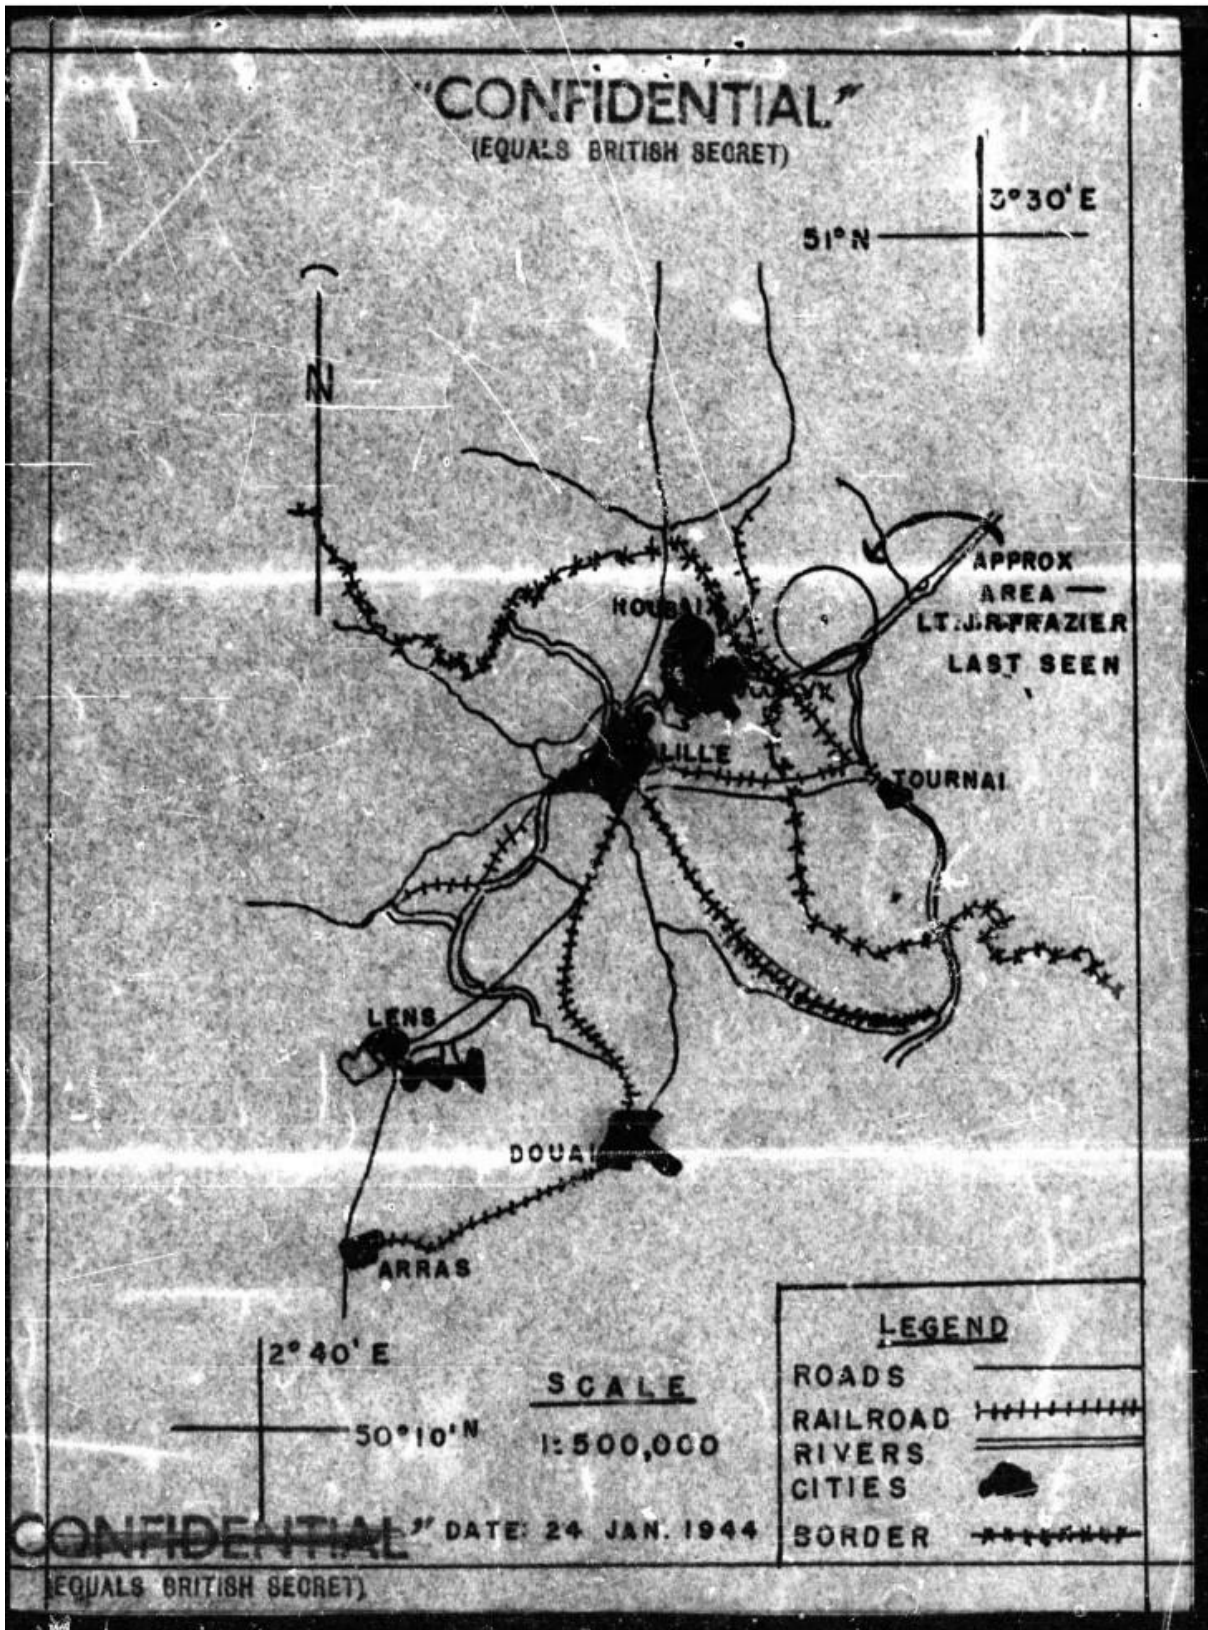 "CONFIDENTIAL"
(EQUALS BRITISH SECRET)
3°30'E
51°N
N
APPROX
AREA —
LT. J.R. FRAZIER
LAST SEEN
ROUBAIX
LILLE
TOURNAI
LENS
DOUAI
ARRAS
2°40'E
50°10'N
SCALE
1:500,000
LEGEND
ROADS
RAILROAD
RIVERS
CITIES
BORDER
CONFIDENTIAL"
DATE: 24 JAN. 1944
(EQUALS BRITISH SECRET)